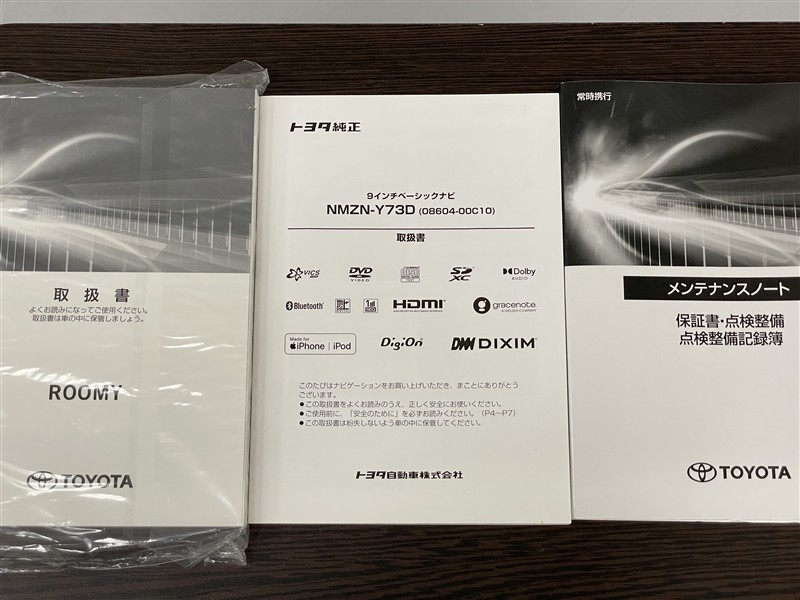 取扱書
よくお読みになってご使用ください。
取扱書は車の中に保管しましょう。
ROOMY
TOYOTA
トヨタ純正
9インチベーシックナビ
NMZN-Y73D (08604-00C10)
取扱書
VICS
DVD VIDEO
SD XC
Dolby AUDIO
Bluetooth
HDMI
gracenote.
A NIELSEN COMPANY
Made for
iPhone | iPod
DigiOn
DiXiM
このたびはナビゲーションをお買い上げいただき、まことにありがとう
ございます。
●この取扱書をよくお読みのうえ、正しく安全にお使いください。
●ご使用前に、「安全のために」を必ずお読みください。(P4～P7)
●この取扱書は紛失しないよう車の中に保管してください。
トヨタ自動車株式会社
常時携行
メンテナンスノート
保証書・点検整備
点検整備記録簿
TOYOTA